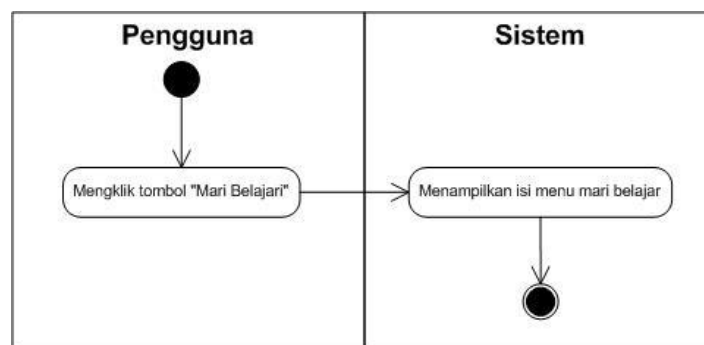 Pengguna
Sistem
Mengklik tombol "Mari Belajari"
Menampilkan isi menu mari belajar